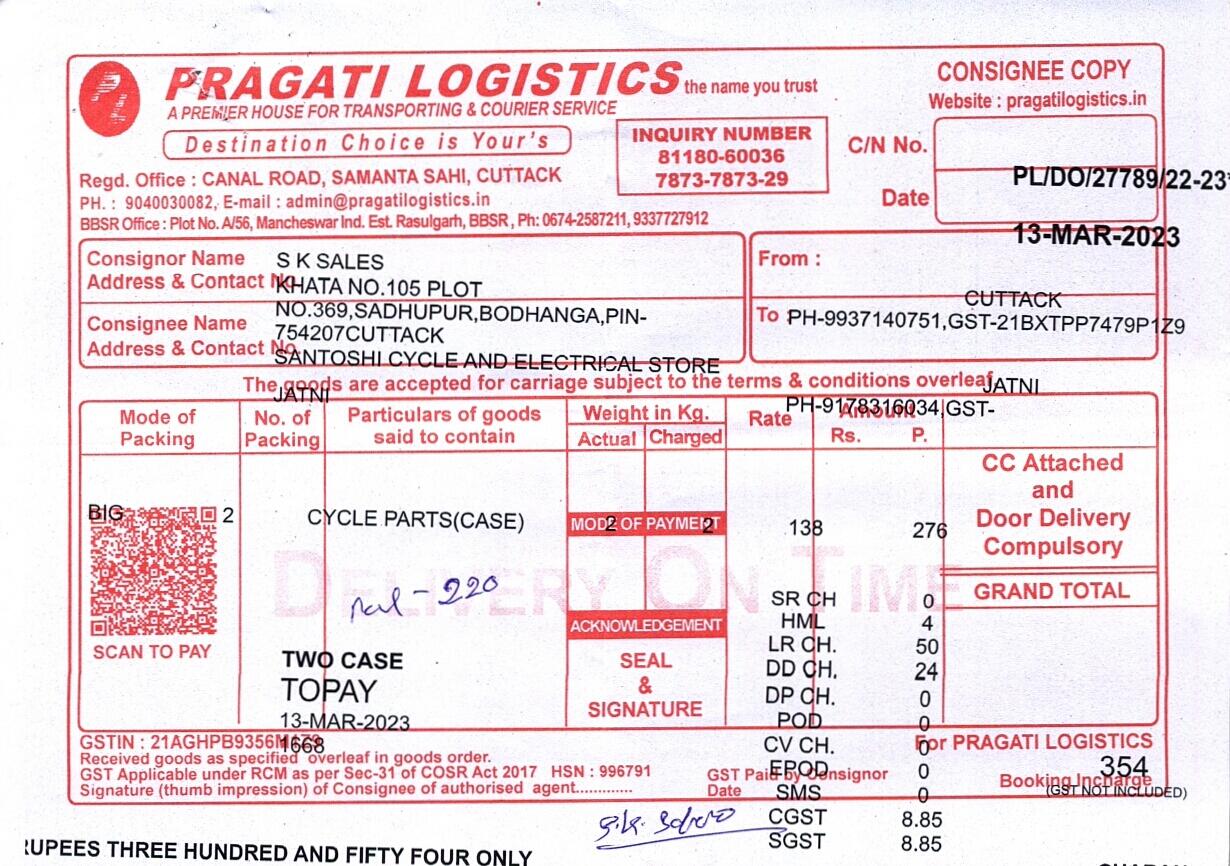 PRAGATI LOGISTICS the name you trust
A PREMIER HOUSE FOR TRANSPORTING & COURIER SERVICE
Destination Choice is Your's
CONSIGNEE COPY
Website : pragatilogistics.in
INQUIRY NUMBER
81180-60036
7873-7873-29
C/N No.
PL/DO/27789/22-23
Date
13-MAR-2023
Regd. Office : CANAL ROAD, SAMANTA SAHI, CUTTACK
PH. : 9040030082, E-mail : admin@pragatilogistics.in
BBSR Office : Plot No. A/56, Mancheswar Ind. Est. Rasulgarh, BBSR , Ph: 0674-2587211, 9337727912
Consignor Name S K SALES
Address & Contact No KHATA NO.105 PLOT
NO.369,SADHUPUR,BODHANGA,PIN-
Consignee Name 754207CUTTACK
Address & Contact No
SANTOSHI CYCLE AND ELECTRICAL STORE
JATNI
From :
CUTTACK
To : PH-9937140751,GST-21BXTPP7479P1Z9
The goods are accepted for carriage subject to the terms & conditions overleaf
JATNI
PH-9178316034,GST-
Mode of Packing No. of Packing Particulars of goods said to contain Weight in Kg. Actual Charged Rate Amount Rs. P.
CC Attached
and
Door Delivery
Compulsory
BIG 2 2 CYCLE PARTS(CASE) 2 2 138 276
MODE OF PAYMENT
DELIVERY ON TIME
GRAND TOTAL
SR CH 0
HML 4
LR CH. 50
DD CH. 24
DP CH. 0
POD 0
CV CH. 0
EPOD 0
SMS 0
CGST 8.85
SGST 8.85
220
ACKNOWLEDGEMENT
SEAL
&
SIGNATURE
SCAN TO PAY
TWO CASE
TOPAY
13-MAR-2023
1668
GSTIN : 21AGHPB9356M
Received goods as specified overleaf in goods order.
GST Applicable under RCM as per Sec-31 of COSR Act 2017 HSN : 996791
Signature (thumb impression) of Consignee of authorised agent............
GST Paid by Consignor
Date
For PRAGATI LOGISTICS
354
Booking Incharge
(GST NOT INCLUDED)
RUPEES THREE HUNDRED AND FIFTY FOUR ONLY